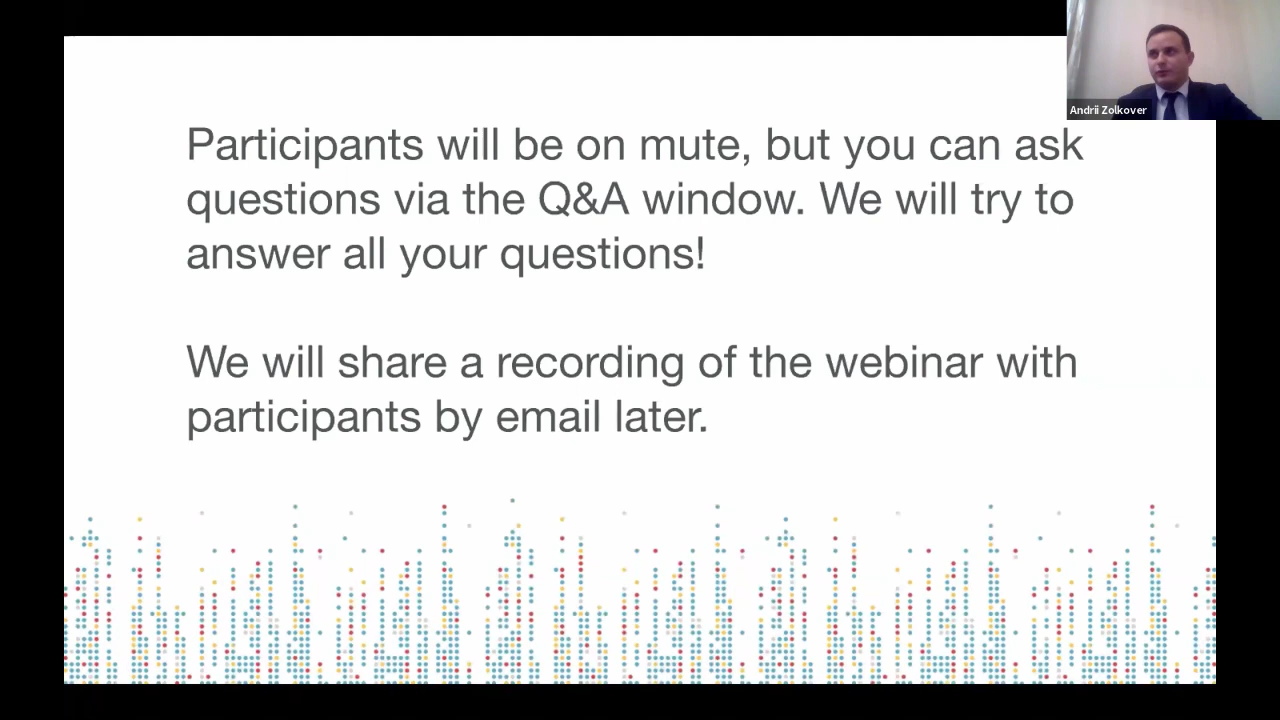 Andrii Zolkover
Participants will be on mute, but you can ask
questions via the Q&A window. We will try to
answer all your questions!
We will share a recording of the webinar with
participants by email later.